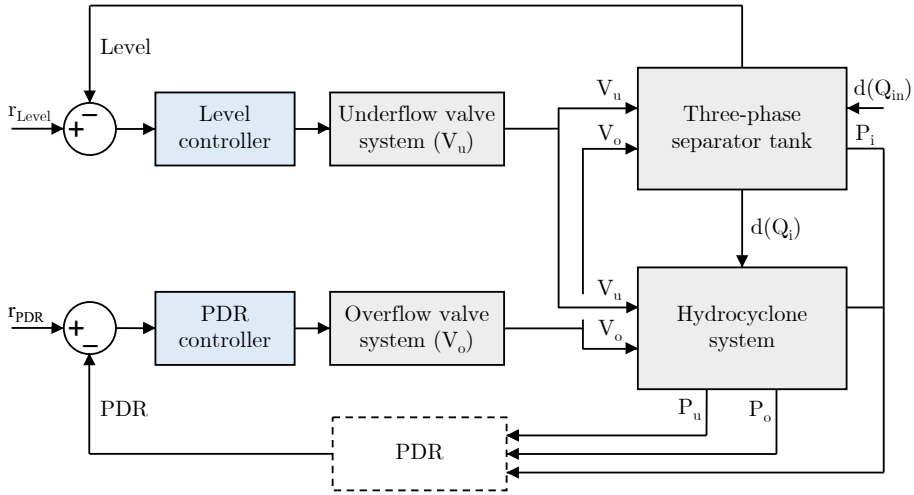 Level
r_Level
+
−
Level
controller
Underflow valve
system (V_u)
V_u
V_o
Three-phase
separator tank
d(Q_in)
P_i
d(Q_i)
r_PDR
+
−
PDR
controller
Overflow valve
system (V_o)
V_u
V_o
Hydrocyclone
system
PDR
P_u
P_o
PDR